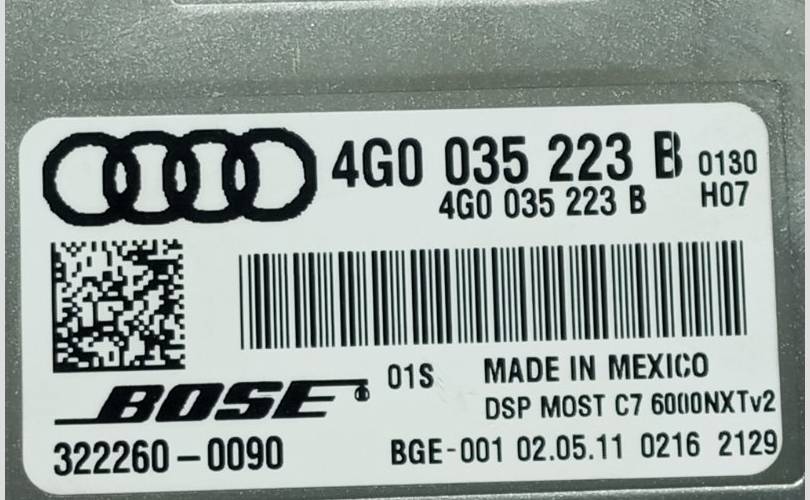 4G0 035 223 B 0130
4G0 035 223 B H07
BOSE® 01S MADE IN MEXICO
DSP MOST C7 6000NXTv2
322260-0090 BGE-001 02.05.11 0216 2129